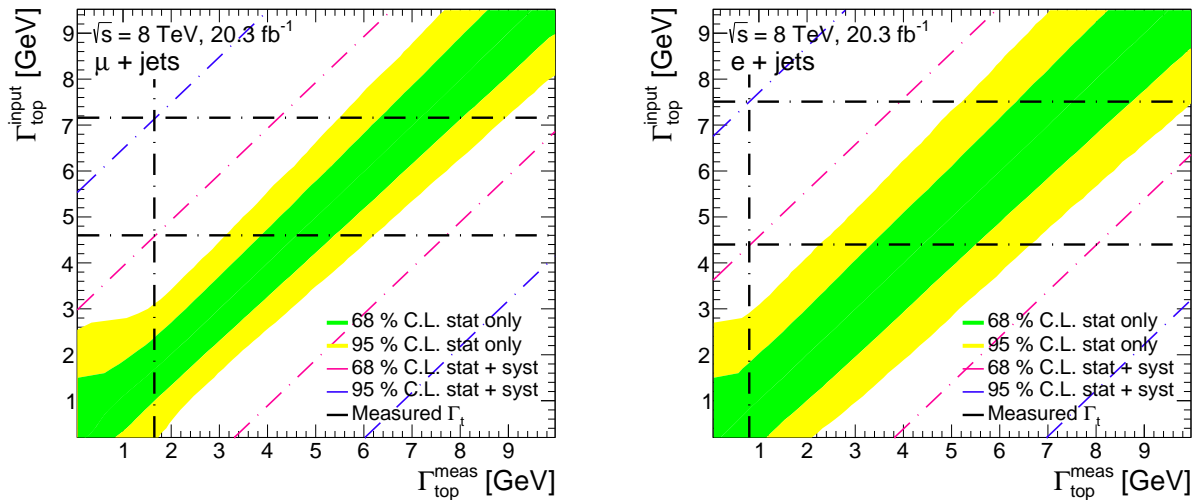 √s = 8 TeV, 20.3 fb⁻¹
μ + jets
Γ_top^input [GeV]
9
8
7
6
5
4
3
2
1
68 % C.L. stat only
95 % C.L. stat only
68 % C.L. stat + syst
95 % C.L. stat + syst
Measured Γ_t
1 2 3 4 5 6 7 8 9
Γ_top^meas [GeV]
√s = 8 TeV, 20.3 fb⁻¹
e + jets
Γ_top^input [GeV]
9
8
7
6
5
4
3
2
1
68 % C.L. stat only
95 % C.L. stat only
68 % C.L. stat + syst
95 % C.L. stat + syst
Measured Γ_t
1 2 3 4 5 6 7 8 9
Γ_top^meas [GeV]